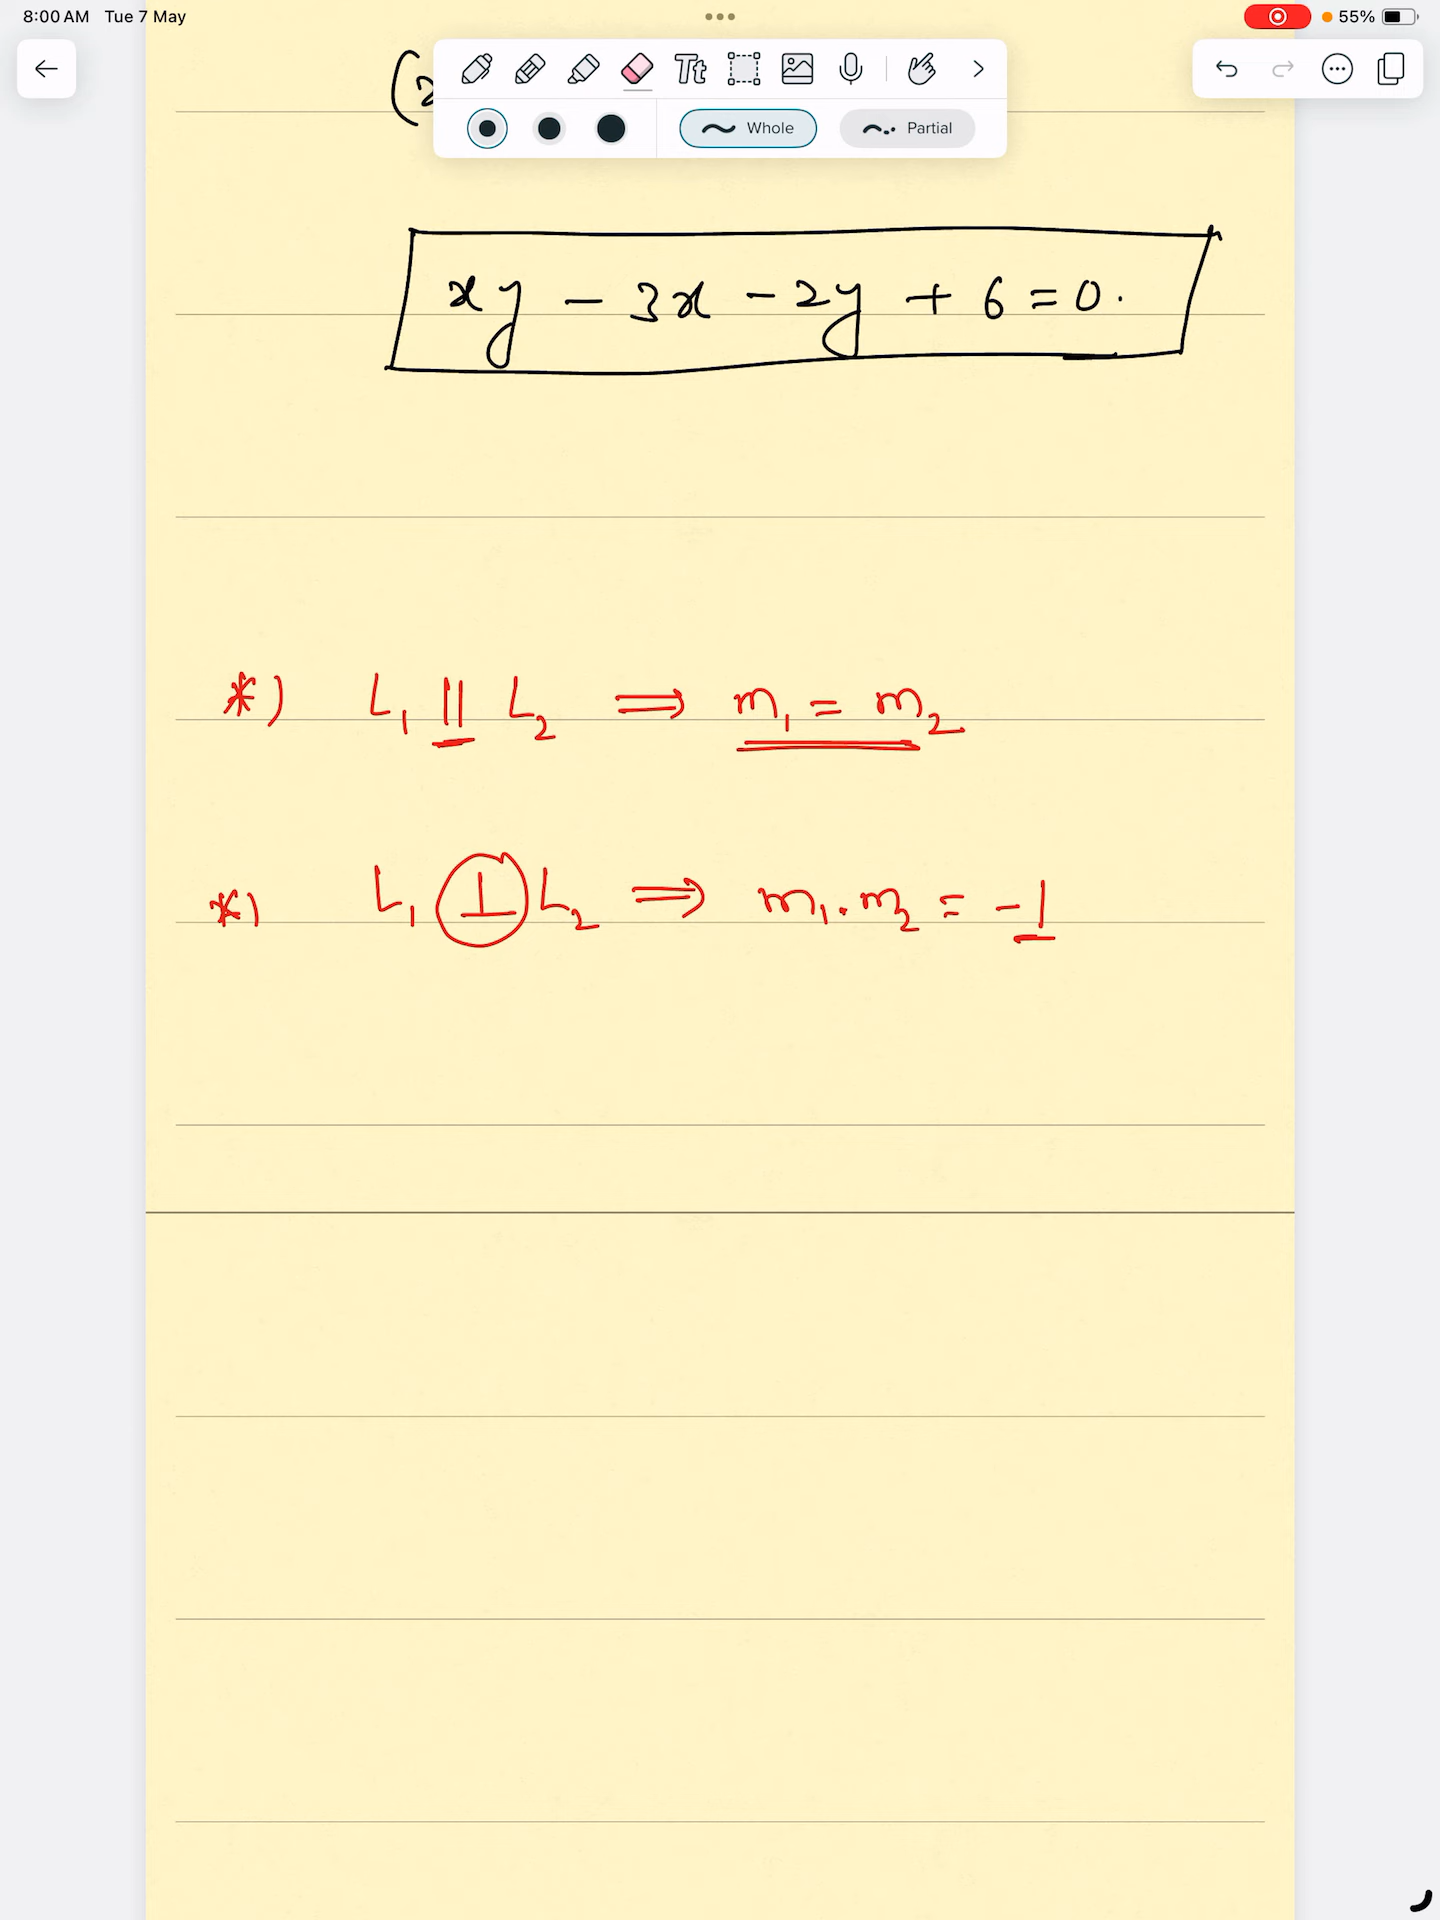 8:00 AM Tue 7 May
55%
Tt
Whole
Partial
xy - 3x - 2y + 6 = 0.
*) L₁ || L₂ ⟹ m₁ = m₂
*) L₁ ⊥ L₂ ⟹ m₁ . m₂ = -1